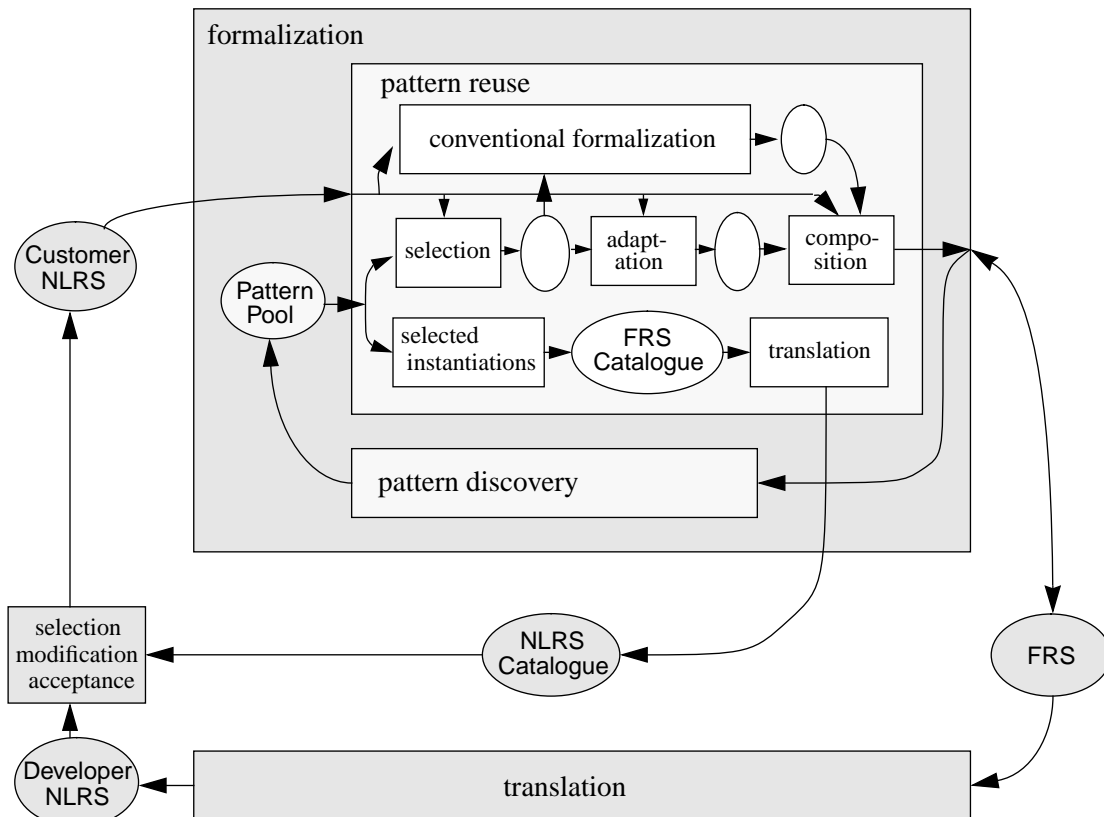 formalization
pattern reuse
conventional formalization
Customer
NLRS
selection
adapt-
ation
compo-
sition
Pattern
Pool
selected
instantiations
FRS
Catalogue
translation
pattern discovery
selection
modification
acceptance
NLRS
Catalogue
FRS
Developer
NLRS
translation